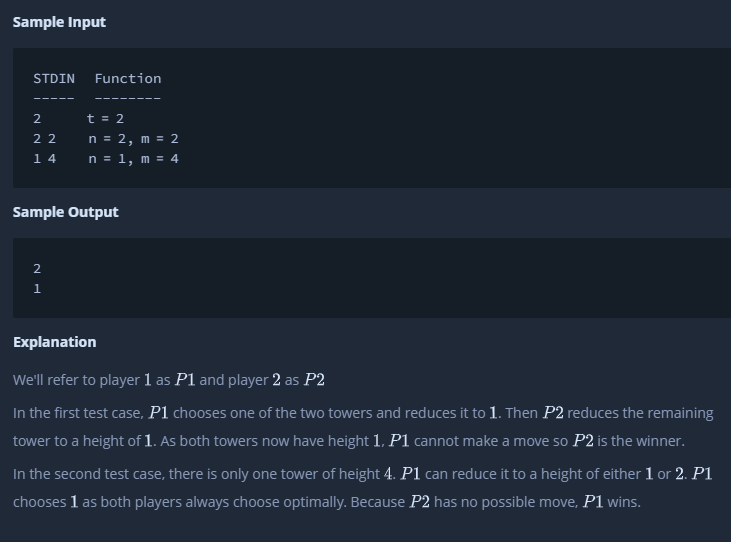 Sample Input
STDIN   Function
-----   --------
2       t = 2
2 2     n = 2, m = 2
1 4     n = 1, m = 4
Sample Output
2
1
Explanation
We'll refer to player 1 as P1 and player 2 as P2
In the first test case, P1 chooses one of the two towers and reduces it to 1. Then P2 reduces the remaining
tower to a height of 1. As both towers now have height 1, P1 cannot make a move so P2 is the winner.
In the second test case, there is only one tower of height 4. P1 can reduce it to a height of either 1 or 2. P1
chooses 1 as both players always choose optimally. Because P2 has no possible move, P1 wins.